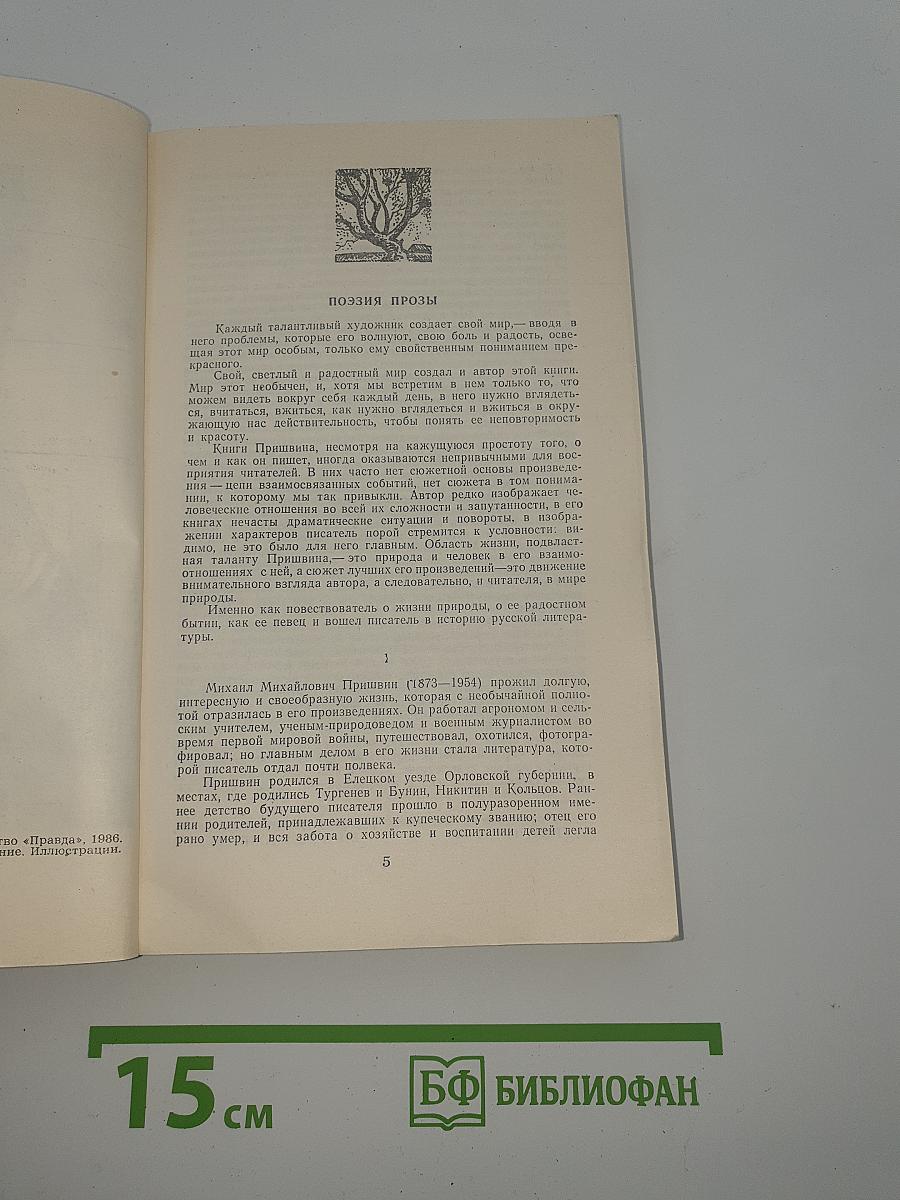 тво «Правда», 1986.
ние. Иллюстрации.
ПОЭЗИЯ ПРОЗЫ
Каждый талантливый художник создает свой мир,— вводя в
него проблемы, которые его волнуют, свою боль и радость, осве-
щая этот мир особым, только ему свойственным пониманием пре-
красного.
Свой, светлый и радостный мир создал и автор этой книги.
Мир этот необычен, и, хотя мы встретим в нем только то, что
можем видеть вокруг себя каждый день, в него нужно вглядеть-
ся, вчитаться, вжиться, как нужно вглядеться и вжиться в окру-
жающую нас действительность, чтобы понять ее неповторимость
и красоту.
Книги Пришвина, несмотря на кажущуюся простоту того, о
чем и как он пишет, иногда оказываются непривычными для вос-
приятия читателей. В них часто нет сюжетной основы произведе-
ния — цепи взаимосвязанных событий, нет сюжета в том понима-
нии, к которому мы так привыкли. Автор редко изображает че-
ловеческие отношения во всей их сложности и запутанности, в его
книгах нечасты драматические ситуации и повороты, в изобра-
жении характеров писатель порой стремится к условности: ви-
димо, не это было для него главным. Область жизни, подвласт-
ная таланту Пришвина,— это природа и человек в его взаимо-
отношениях с ней, а сюжет лучших его произведений—это движение
внимательного взгляда автора, а следовательно, и читателя, в мире
природы.
Именно как повествователь о жизни природы, о ее радостном
бытии, как ее певец и вошел писатель в историю русской литера-
туры.
1
Михаил Михайлович Пришвин (1873—1954) прожил долгую,
интересную и своеобразную жизнь, которая с необычайной полно-
той отразилась в его произведениях. Он работал агрономом и сель-
ским учителем, ученым-природоведом и военным журналистом во
время первой мировой войны, путешествовал, охотился, фотогра-
фировал; но главным делом в его жизни стала литература, кото-
рой писатель отдал почти полвека.
Пришвин родился в Елецком уезде Орловской губернии, в
местах, где родились Тургенев и Бунин, Никитин и Кольцов. Ран-
нее детство будущего писателя прошло в полуразоренном име-
нии родителей, принадлежавших к купеческому званию; отец его
рано умер, и вся забота о хозяйстве и воспитании детей легла
5
15 см
БФ БИБЛИОФАН